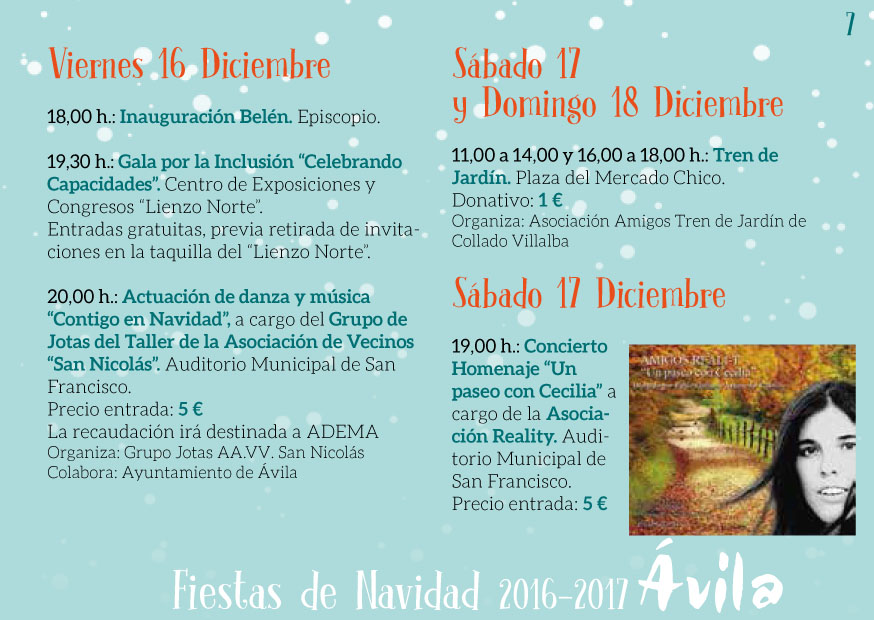 7
Viernes 16 Diciembre
18,00 h.: Inauguración Belén. Episcopio.
19,30 h.: Gala por la Inclusión “Celebrando
Capacidades”. Centro de Exposiciones y
Congresos “Lienzo Norte”.
Entradas gratuitas, previa retirada de invita-
ciones en la taquilla del “Lienzo Norte”.
20,00 h.: Actuación de danza y música
“Contigo en Navidad”, a cargo del Grupo de
Jotas del Taller de la Asociación de Vecinos
“San Nicolás”. Auditorio Municipal de San
Francisco.
Precio entrada: 5 €
La recaudación irá destinada a ADEMA
Organiza: Grupo Jotas AA.VV. San Nicolás
Colabora: Ayuntamiento de Ávila
Sábado 17
y Domingo 18 Diciembre
11,00 a 14,00 y 16,00 a 18,00 h.: Tren de
Jardín. Plaza del Mercado Chico.
Donativo: 1 €
Organiza: Asociación Amigos Tren de Jardín de
Collado Villalba
Sábado 17 Diciembre
19,00 h.: Concierto
Homenaje “Un
paseo con Cecilia” a
cargo de la Asocia-
ción Reality. Audi-
torio Municipal de
San Francisco.
Precio entrada: 5 €
AMIGOS REALITY
"Un paseo con Cecilia"
Fiestas de Navidad 2016-2017 Ávila